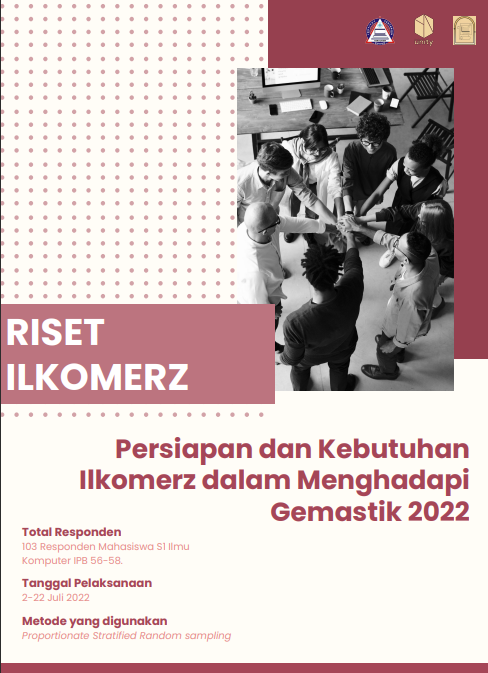 unity
RISET
ILKOMERZ
Persiapan dan Kebutuhan
Ilkomerz dalam Menghadapi
Gemastik 2022
Total Responden
103 Responden Mahasiswa S1 Ilmu
Komputer IPB 56-58.
Tanggal Pelaksanaan
2-22 Juli 2022
Metode yang digunakan
Proportionate Stratified Random sampling